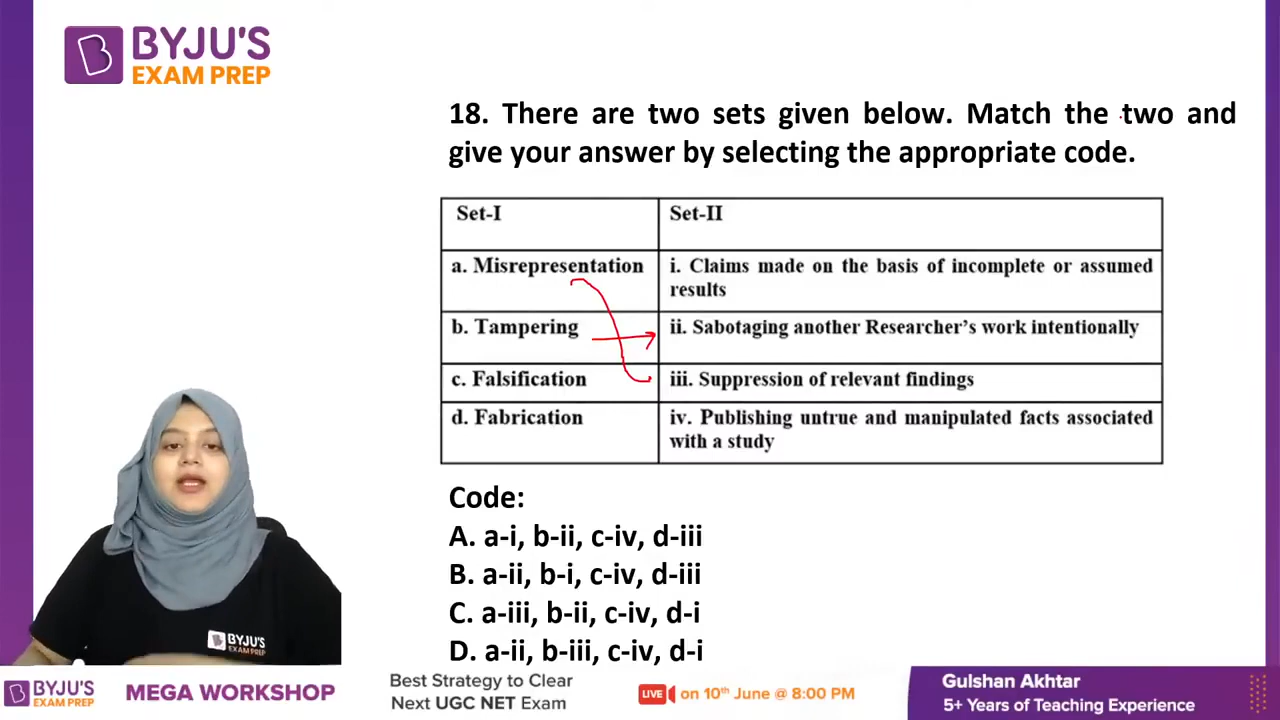 BYJU'S
EXAM PREP
18. There are two sets given below. Match the two and
give your answer by selecting the appropriate code.
Set-I
Set-II
a. Misrepresentation
i. Claims made on the basis of incomplete or assumed
results
b. Tampering
ii. Sabotaging another Researcher's work intentionally
c. Falsification
iii. Suppression of relevant findings
d. Fabrication
iv. Publishing untrue and manipulated facts associated
with a study
Code:
A. a-i, b-ii, c-iv, d-iii
B. a-ii, b-i, c-iv, d-iii
C. a-iii, b-ii, c-iv, d-i
D. a-ii, b-iii, c-iv, d-i
BYJU'S
EXAM PREP
BYJU'S
EXAM PREP
MEGA WORKSHOP
Best Strategy to Clear
Next UGC NET Exam
LIVE on 10th June @ 8:00 PM
Gulshan Akhtar
5+ Years of Teaching Experience